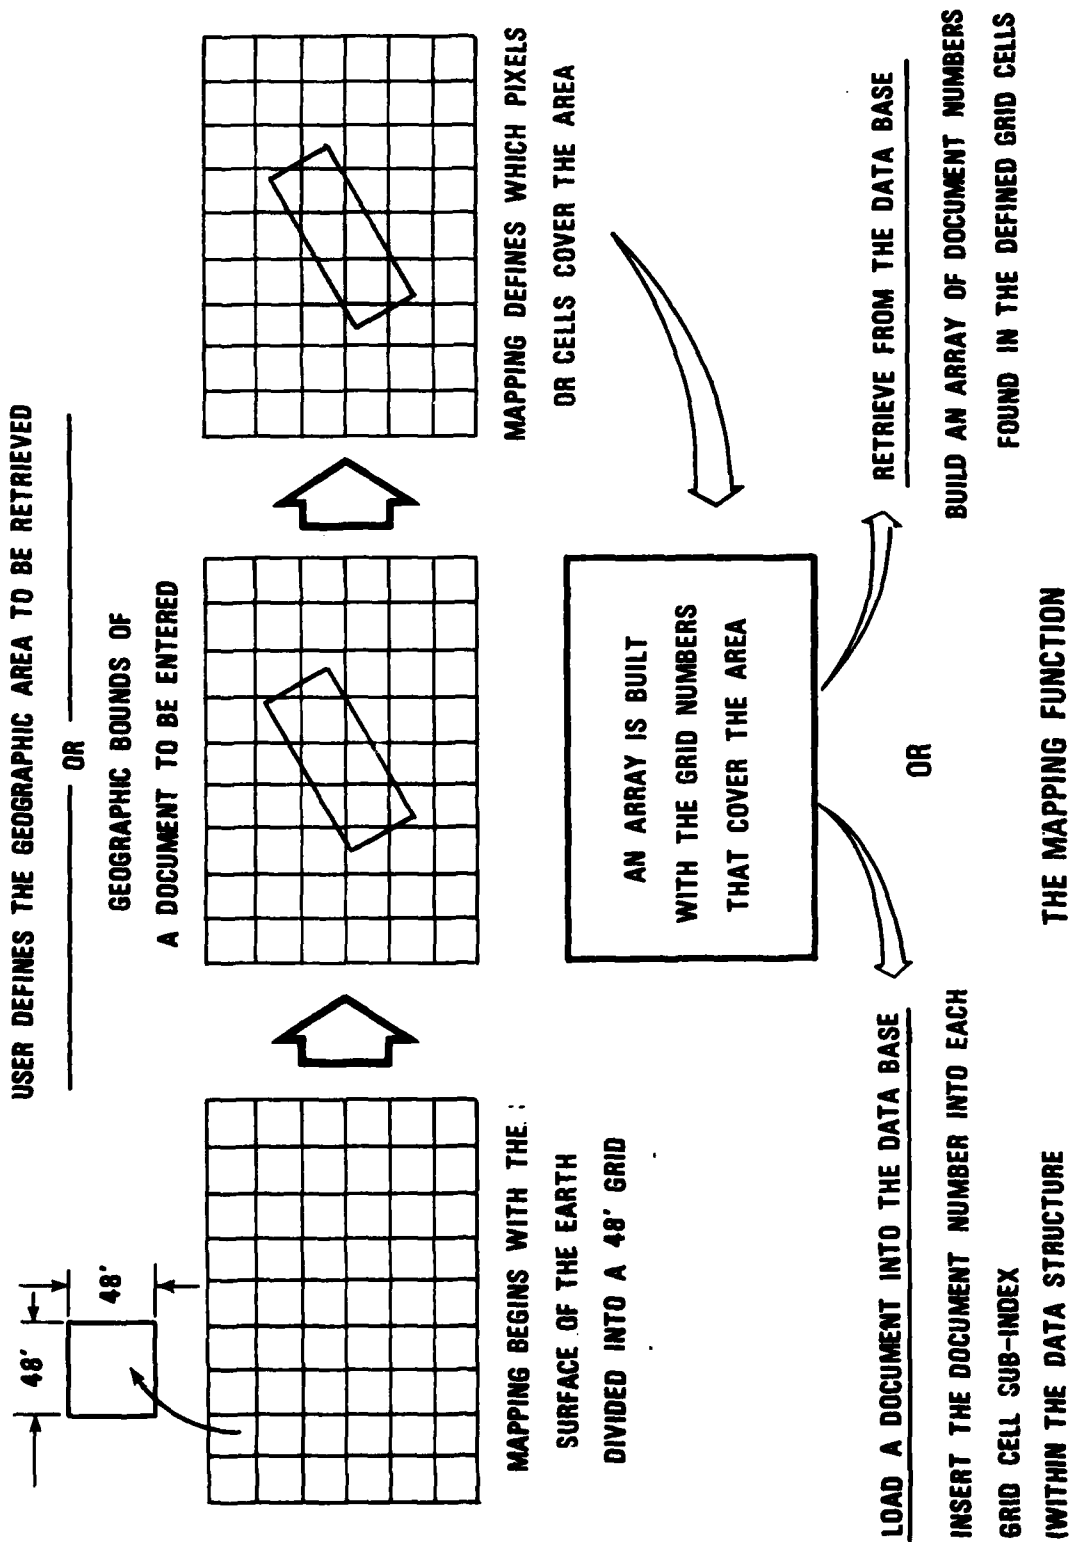 USER DEFINES THE GEOGRAPHIC AREA TO BE RETRIEVED
OR
GEOGRAPHIC BOUNDS OF
A DOCUMENT TO BE ENTERED
48'
48'
MAPPING BEGINS WITH THE :
SURFACE OF THE EARTH
DIVIDED INTO A 48' GRID
MAPPING DEFINES WHICH PIXELS
OR CELLS COVER THE AREA
AN ARRAY IS BUILT
WITH THE GRID NUMBERS
THAT COVER THE AREA
LOAD A DOCUMENT INTO THE DATA BASE
INSERT THE DOCUMENT NUMBER INTO EACH
GRID CELL SUB-INDEX
(WITHIN THE DATA STRUCTURE
OR
RETRIEVE FROM THE DATA BASE
BUILD AN ARRAY OF DOCUMENT NUMBERS
FOUND IN THE DEFINED GRID CELLS
THE MAPPING FUNCTION